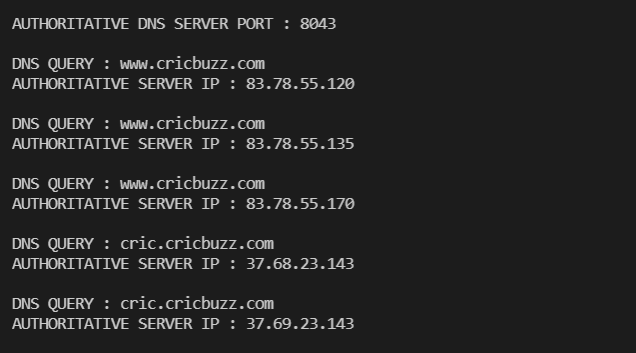 AUTHORITATIVE DNS SERVER PORT : 8043
DNS QUERY : www.cricbuzz.com
AUTHORITATIVE SERVER IP : 83.78.55.120
DNS QUERY : www.cricbuzz.com
AUTHORITATIVE SERVER IP : 83.78.55.135
DNS QUERY : www.cricbuzz.com
AUTHORITATIVE SERVER IP : 83.78.55.170
DNS QUERY : cric.cricbuzz.com
AUTHORITATIVE SERVER IP : 37.68.23.143
DNS QUERY : cric.cricbuzz.com
AUTHORITATIVE SERVER IP : 37.69.23.143